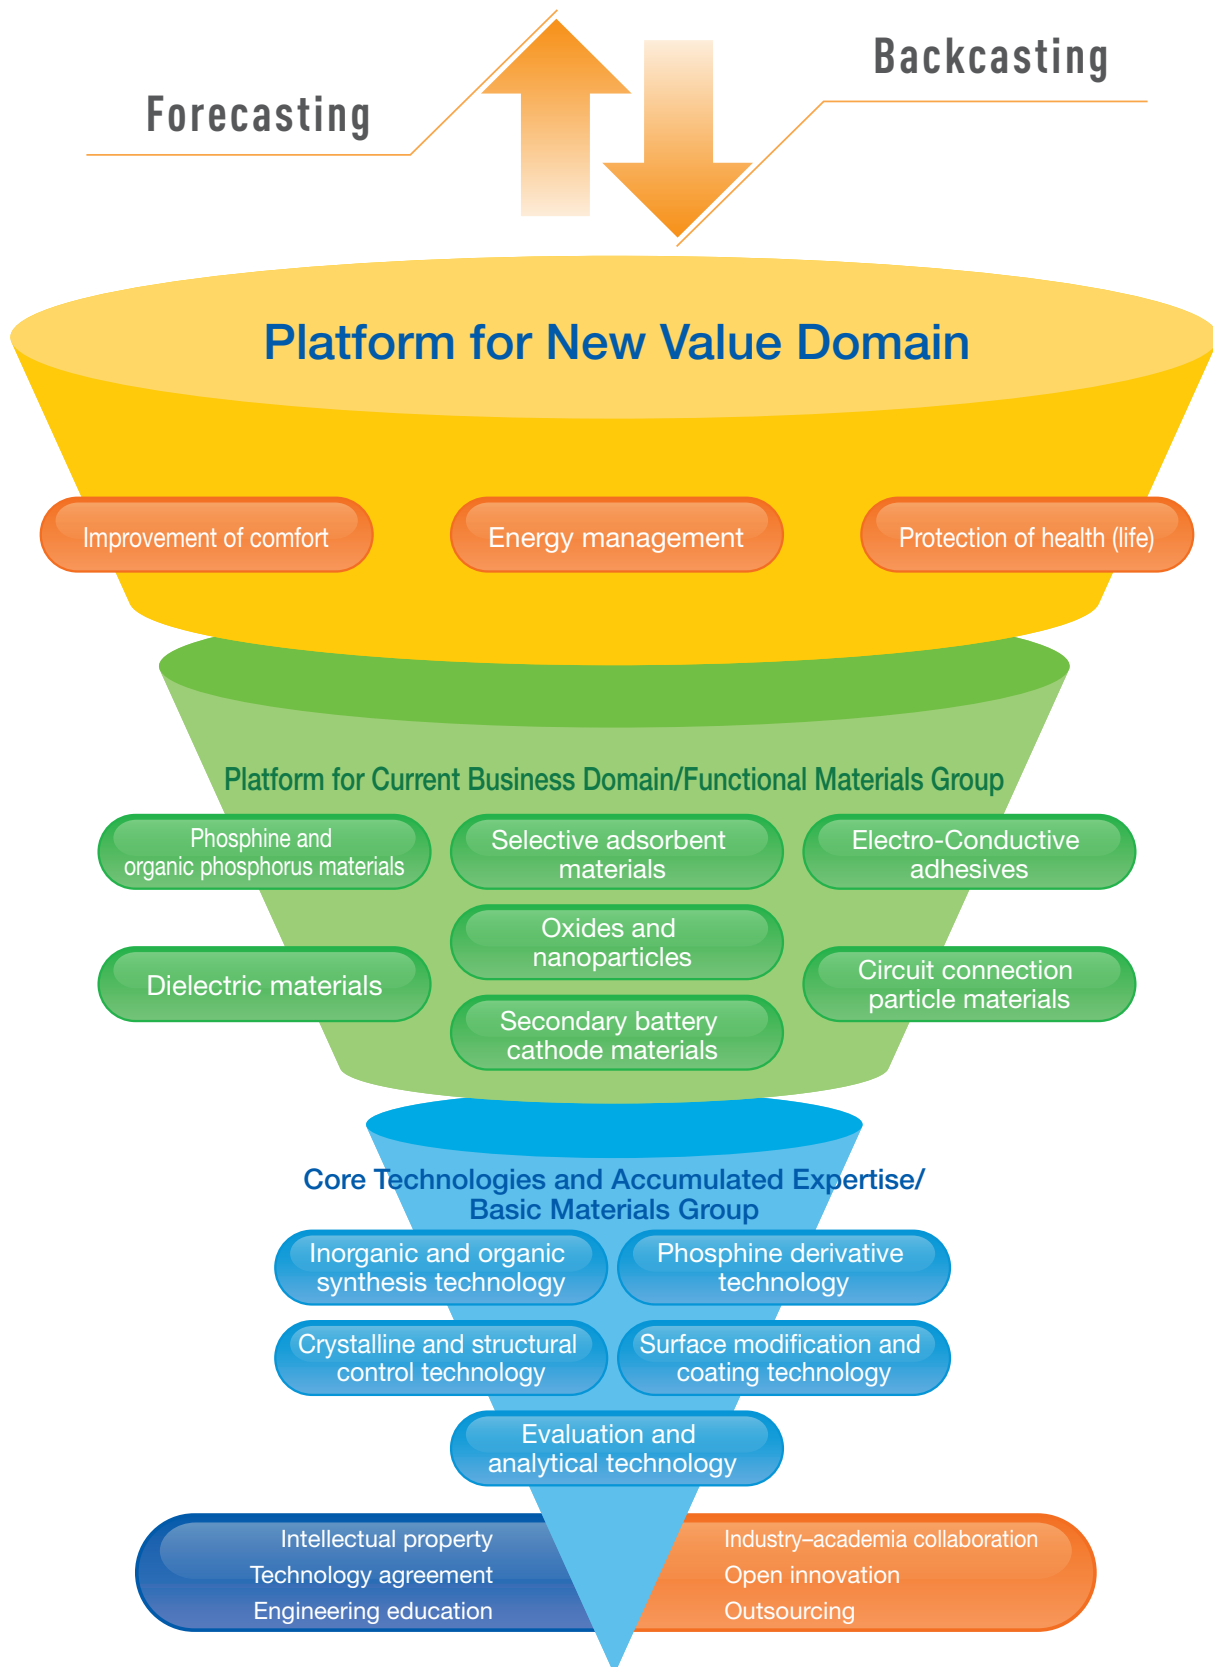 Forecasting
Backcasting
Platform for New Value Domain
Improvement of comfort
Energy management
Protection of health (life)
Platform for Current Business Domain/Functional Materials Group
Phosphine and
organic phosphorus materials
Selective adsorbent
materials
Electro-Conductive
adhesives
Oxides and
nanoparticles
Dielectric materials
Circuit connection
particle materials
Secondary battery
cathode materials
Core Technologies and Accumulated Expertise/
Basic Materials Group
Inorganic and organic
synthesis technology
Phosphine derivative
technology
Crystalline and structural
control technology
Surface modification and
coating technology
Evaluation and
analytical technology
Intellectual property
Technology agreement
Engineering education
Industry–academia collaboration
Open innovation
Outsourcing